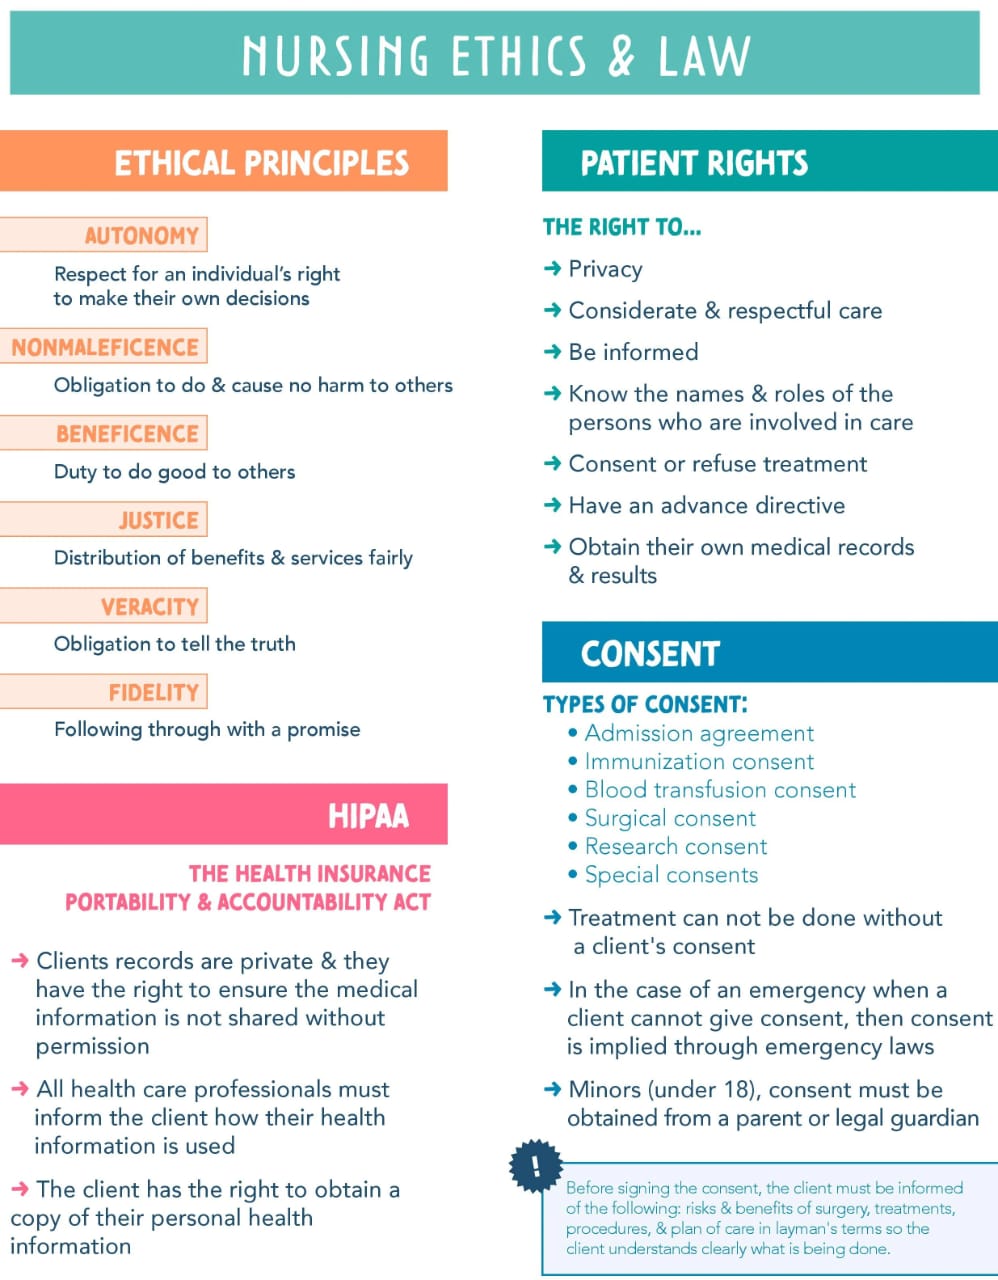 NURSING ETHICS & LAW
ETHICAL PRINCIPLES
AUTONOMY
Respect for an individual's right
to make their own decisions
NONMALEFICENCE
Obligation to do & cause no harm to others
BENEFICENCE
Duty to do good to others
JUSTICE
Distribution of benefits & services fairly
VERACITY
Obligation to tell the truth
FIDELITY
Following through with a promise
HIPAA
THE HEALTH INSURANCE
PORTABILITY & ACCOUNTABILITY ACT
→ Clients records are private & they
have the right to ensure the medical
information is not shared without
permission
→ All health care professionals must
inform the client how their health
information is used
→ The client has the right to obtain a
copy of their personal health
information
PATIENT RIGHTS
THE RIGHT TO...
→ Privacy
→ Considerate & respectful care
→ Be informed
→ Know the names & roles of the
persons who are involved in care
→ Consent or refuse treatment
→ Have an advance directive
→ Obtain their own medical records
& results
CONSENT
TYPES OF CONSENT:
• Admission agreement
• Immunization consent
• Blood transfusion consent
• Surgical consent
• Research consent
• Special consents
→ Treatment can not be done without
a client's consent
→ In the case of an emergency when a
client cannot give consent, then consent
is implied through emergency laws
→ Minors (under 18), consent must be
obtained from a parent or legal guardian
!
Before signing the consent, the client must be informed
of the following: risks & benefits of surgery, treatments,
procedures, & plan of care in layman's terms so the
client understands clearly what is being done.